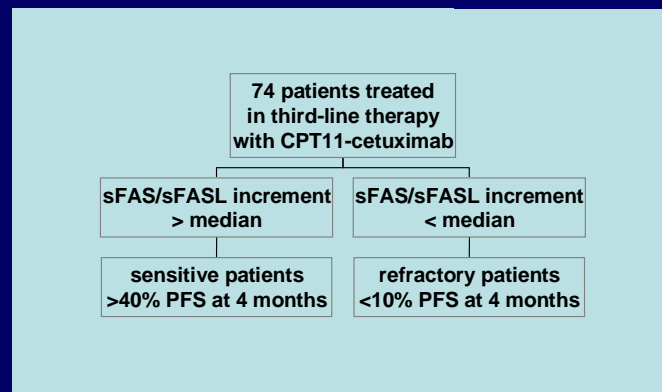 74 patients treated
in third-line therapy
with CPT11-cetuximab
sFAS/sFASL increment
> median
sFAS/sFASL increment
< median
sensitive patients
>40% PFS at 4 months
refractory patients
<10% PFS at 4 months